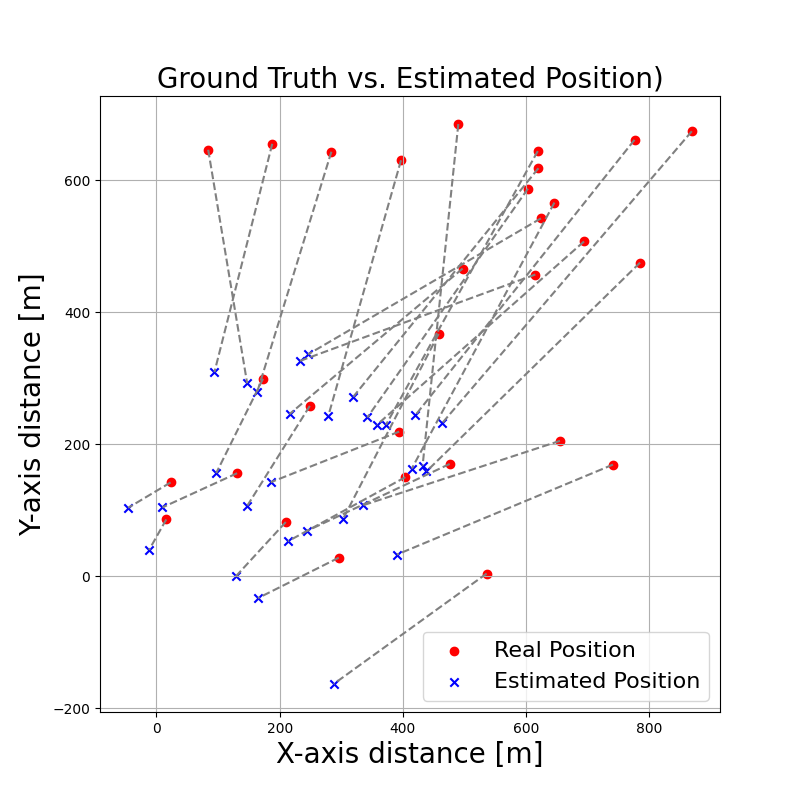 Ground Truth vs. Estimated Position)
Y-axis distance [m]
600
400
200
0
−200
0 200 400 600 800
X-axis distance [m]
Real Position
Estimated Position